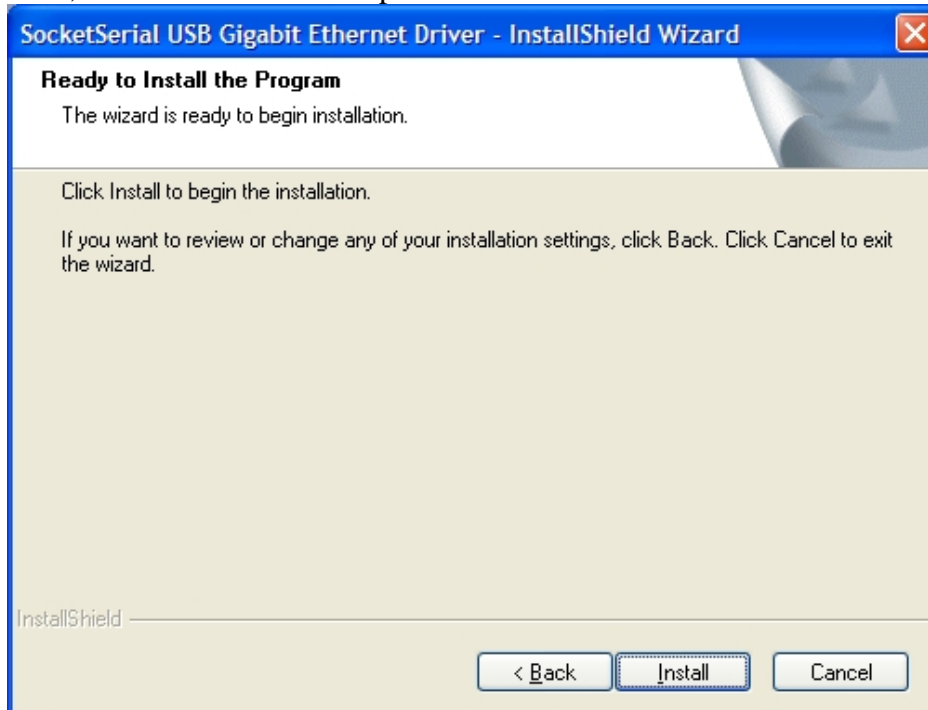 SocketSerial USB Gigabit Ethernet Driver - InstallShield Wizard
Ready to Install the Program
The wizard is ready to begin installation.
Click Install to begin the installation.
If you want to review or change any of your installation settings, click Back. Click Cancel to exit
the wizard.
InstallShield
< Back Install Cancel